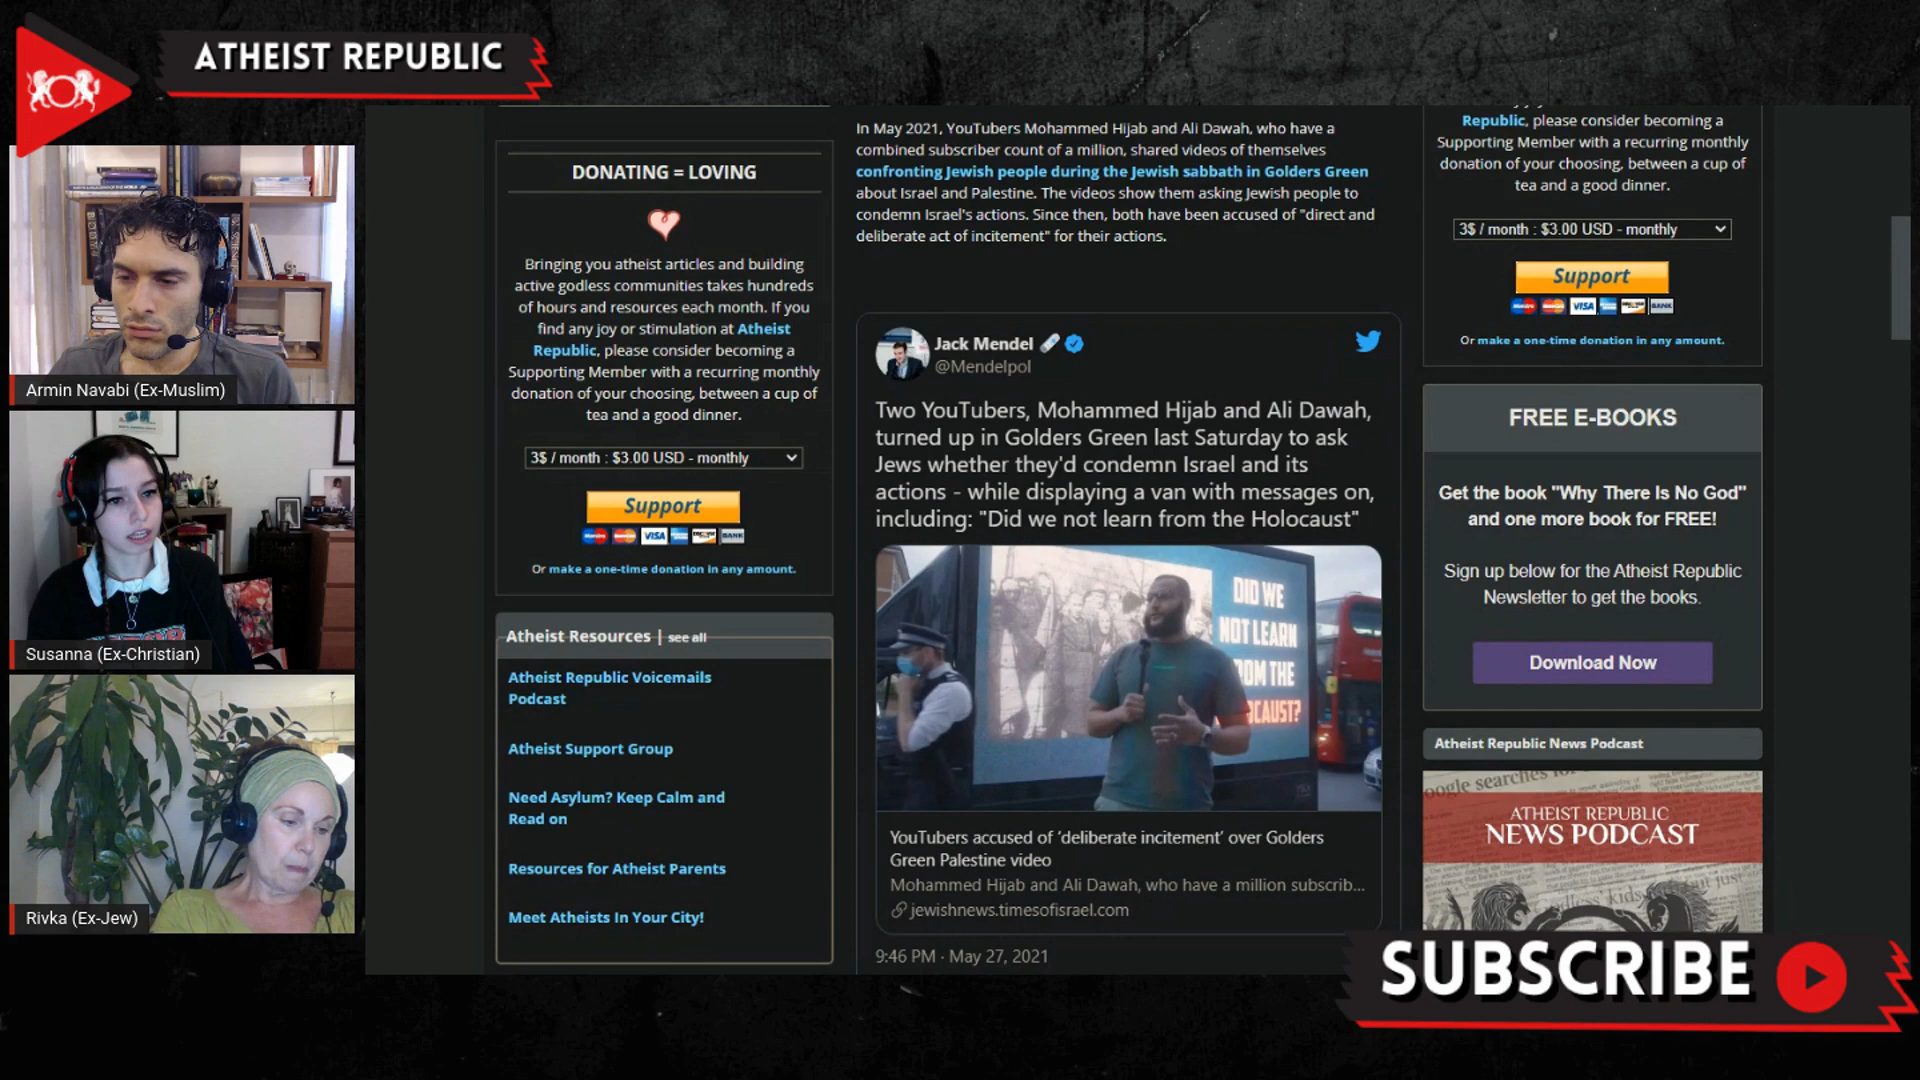 ATHEIST REPUBLIC
Armin Navabi (Ex-Muslim)
Susanna (Ex-Christian)
Rivka (Ex-Jew)
DONATING = LOVING
Bringing you atheist articles and building
active godless communities takes hundreds
of hours and resources each month. If you
find any joy or stimulation at Atheist
Republic, please consider becoming a
Supporting Member with a recurring monthly
donation of your choosing, between a cup of
tea and a good dinner.
3$ / month : $3.00 USD - monthly
Support
VISA
BANK
Or make a one-time donation in any amount.
Atheist Resources | see all
Atheist Republic Voicemails
Podcast
Atheist Support Group
Need Asylum? Keep Calm and
Read on
Resources for Atheist Parents
Meet Atheists In Your City!
In May 2021, YouTubers Mohammed Hijab and Ali Dawah, who have a
combined subscriber count of a million, shared videos of themselves
confronting Jewish people during the Jewish sabbath in Golders Green
about Israel and Palestine. The videos show them asking Jewish people to
condemn Israel's actions. Since then, both have been accused of "direct and
deliberate act of incitement" for their actions.
Jack Mendel
@Mendelpol
Two YouTubers, Mohammed Hijab and Ali Dawah,
turned up in Golders Green last Saturday to ask
Jews whether they'd condemn Israel and its
actions - while displaying a van with messages on,
including: "Did we not learn from the Holocaust"
DID WE
NOT LEARN
OM THE
CAUST?
YouTubers accused of 'deliberate incitement' over Golders
Green Palestine video
Mohammed Hijab and Ali Dawah, who have a million subscrib...
jewishnews.timesofisrael.com
9:46 PM · May 27, 2021
Republic, please consider becoming a
Supporting Member with a recurring monthly
donation of your choosing, between a cup of
tea and a good dinner.
3$ / month : $3.00 USD - monthly
Support
VISA
BANK
Or make a one-time donation in any amount.
FREE E-BOOKS
Get the book "Why There Is No God"
and one more book for FREE!
Sign up below for the Atheist Republic
Newsletter to get the books.
Download Now
Atheist Republic News Podcast
oogle searches for
ATHEIST REPUBLIC
NEWS PODCAST
SUBSCRIBE